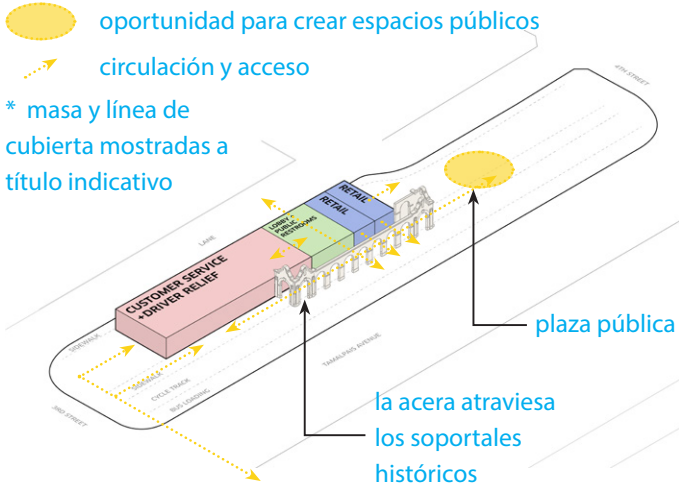 oportunidad para crear espacios públicos
circulación y acceso
* masa y línea de
cubierta mostradas a
título indicativo
4TH STREET
RETAIL
RETAIL
LOBBY +
PUBLIC
RESTROOMS
LANE
CUSTOMER SERVICE
+DRIVER RELIEF
SIDEWALK
SIDEWALK
CYCLE TRACK
BUS LOADING
3RD STREET
TAMALPAIS AVENUE
plaza pública
la acera atraviesa
los soportales
históricos